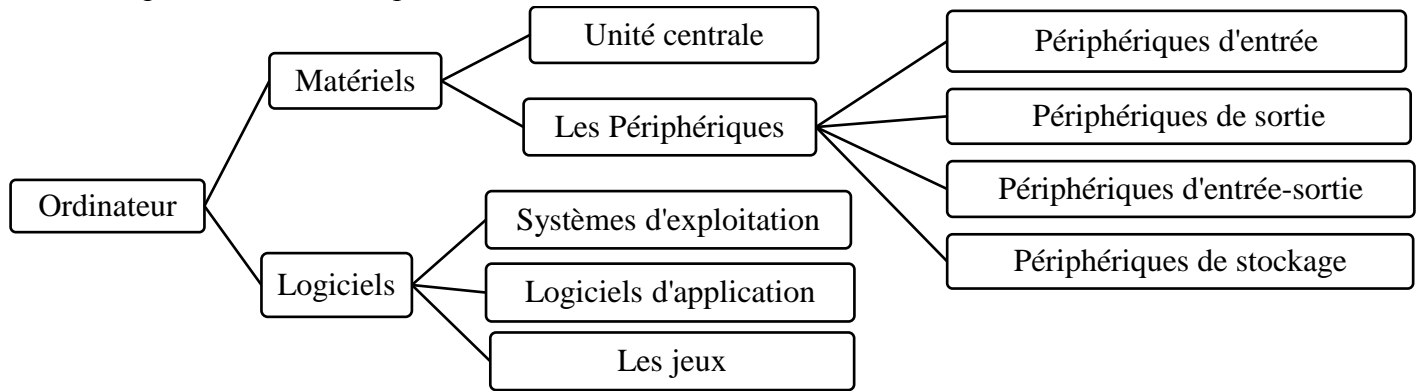 Unité centrale
Périphériques d'entrée
Matériels
Les Périphériques
Périphériques de sortie
Ordinateur
Périphériques d'entrée-sortie
Systèmes d'exploitation
Périphériques de stockage
Logiciels
Logiciels d'application
Les jeux